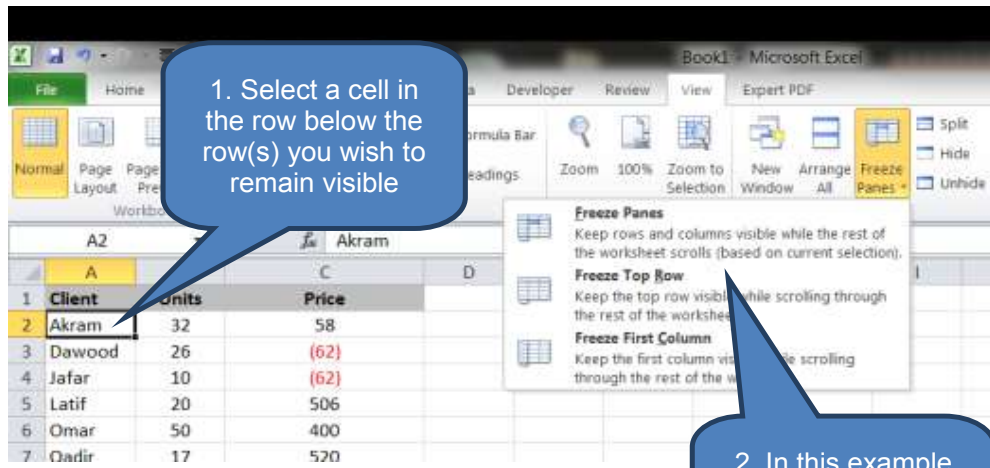 Book1 - Microsoft Excel
File Home Developer Review View Expert PDF
1. Select a cell in
the row below the
row(s) you wish to
remain visible
Normal Page Layout Zoom 100% Zoom to Selection New Window Arrange All Freeze Panes
Split
Hide
Unhide
A2 fx Akram
Freeze Panes
Keep rows and columns visible while the rest of
the worksheet scrolls (based on current selection).
Freeze Top Row
Keep the top row visible while scrolling through
the rest of the
Freeze First Column
Keep the first column scrolling
through the rest of the
A C D I
1 Client Units Price
2 Akram 32 58
3 Dawood 26 (62)
4 Jafar 10 (62)
5 Latif 20 506
6 Omar 50 400
7 Qadir 17 520
2. In this example